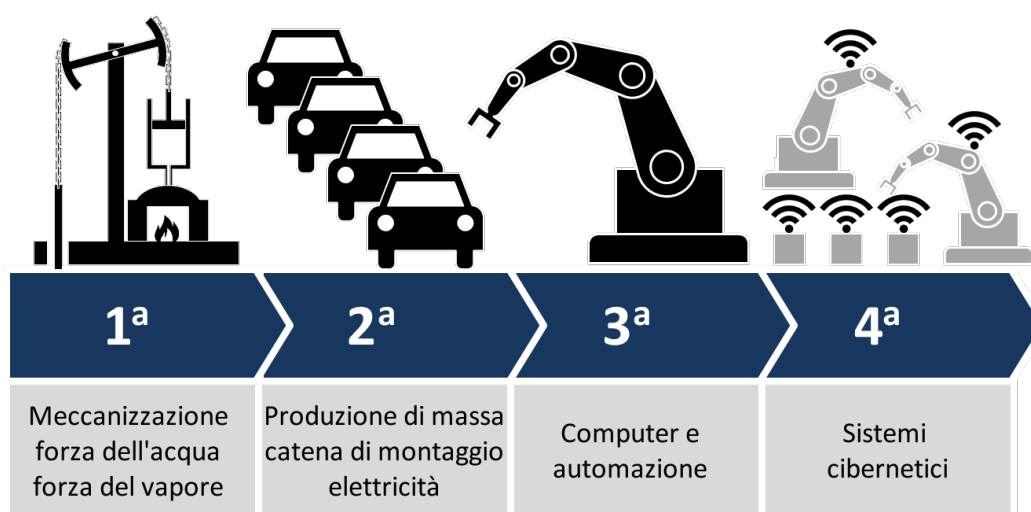 1ª
2ª
3ª
4ª
Meccanizzazione
forza dell'acqua
forza del vapore
Produzione di massa
catena di montaggio
elettricità
Computer e
automazione
Sistemi
cibernetici